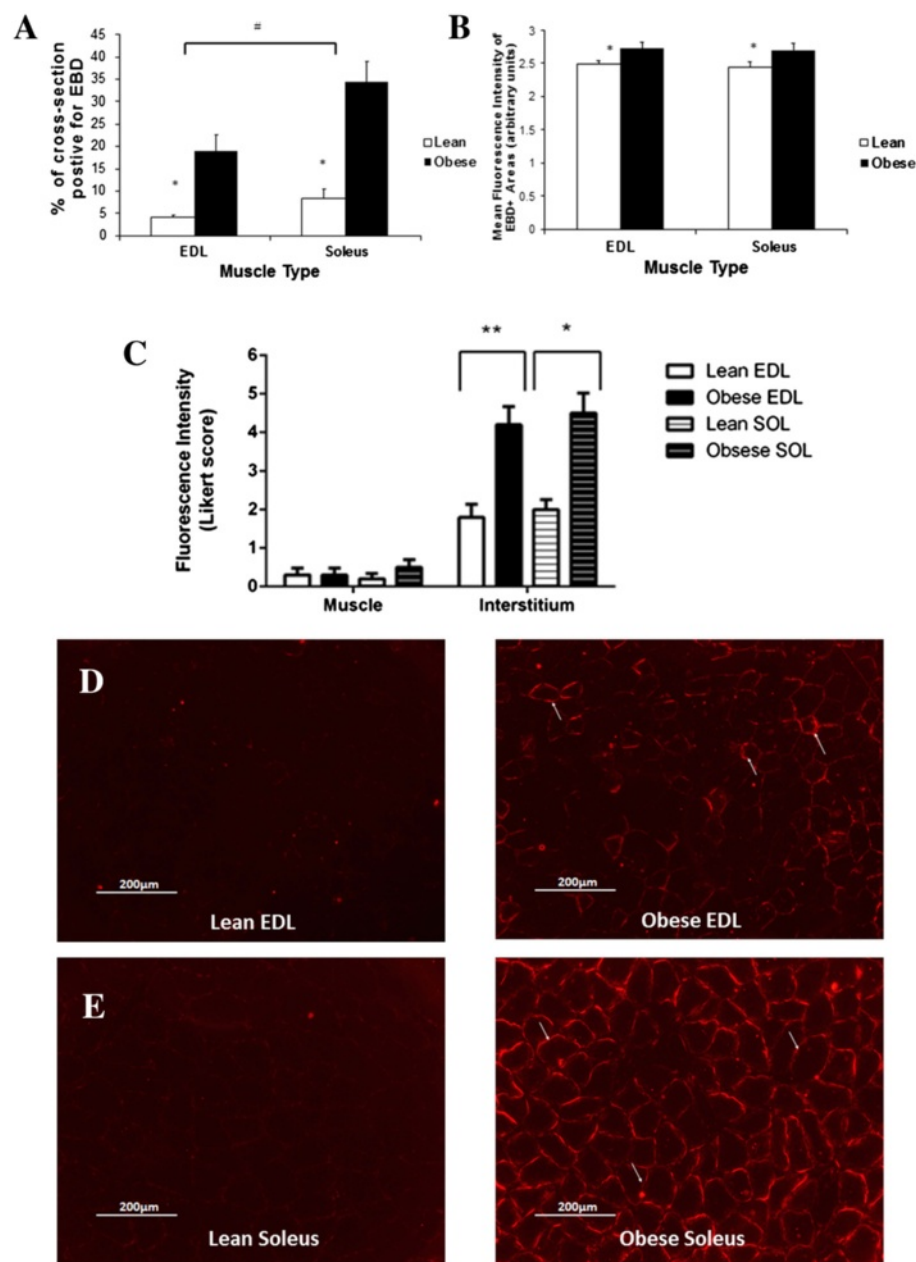 A
% of cross-section
postive for EBD
45
40
35
30
25
20
15
10
5
0
#
*
*
EDL
Soleus
Muscle Type
Lean
Obese
B
Mean Fluorescence Intensity of
EBD+ Areas (arbitrary units)
3
2.5
2
1.5
1
0.5
0
*
*
EDL
Soleus
Muscle Type
Lean
Obese
C
Fluorescence Intensity
(Likert score)
6
5
4
3
2
1
0
**
*
Muscle
Interstitium
Lean EDL
Obese EDL
Lean SOL
Obsese SOL
D
200µm
Lean EDL
200µm
Obese EDL
E
200µm
Lean Soleus
200µm
Obese Soleus